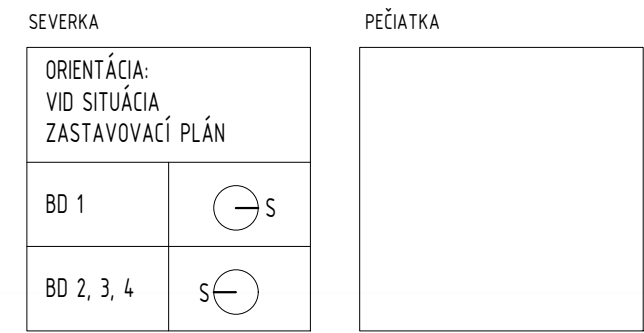 SEVERKA
PEČIATKA
ORIENTÁCIA:
VID SITUÁCIA
ZASTAVOVACÍ PLÁN
BD 1
S
BD 2, 3, 4
S